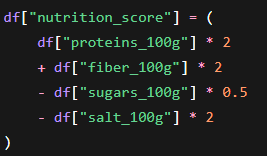 df["nutrition_score"] = (
    df["proteins_100g"] * 2
    + df["fiber_100g"] * 2
    - df["sugars_100g"] * 0.5
    - df["salt_100g"] * 2
)